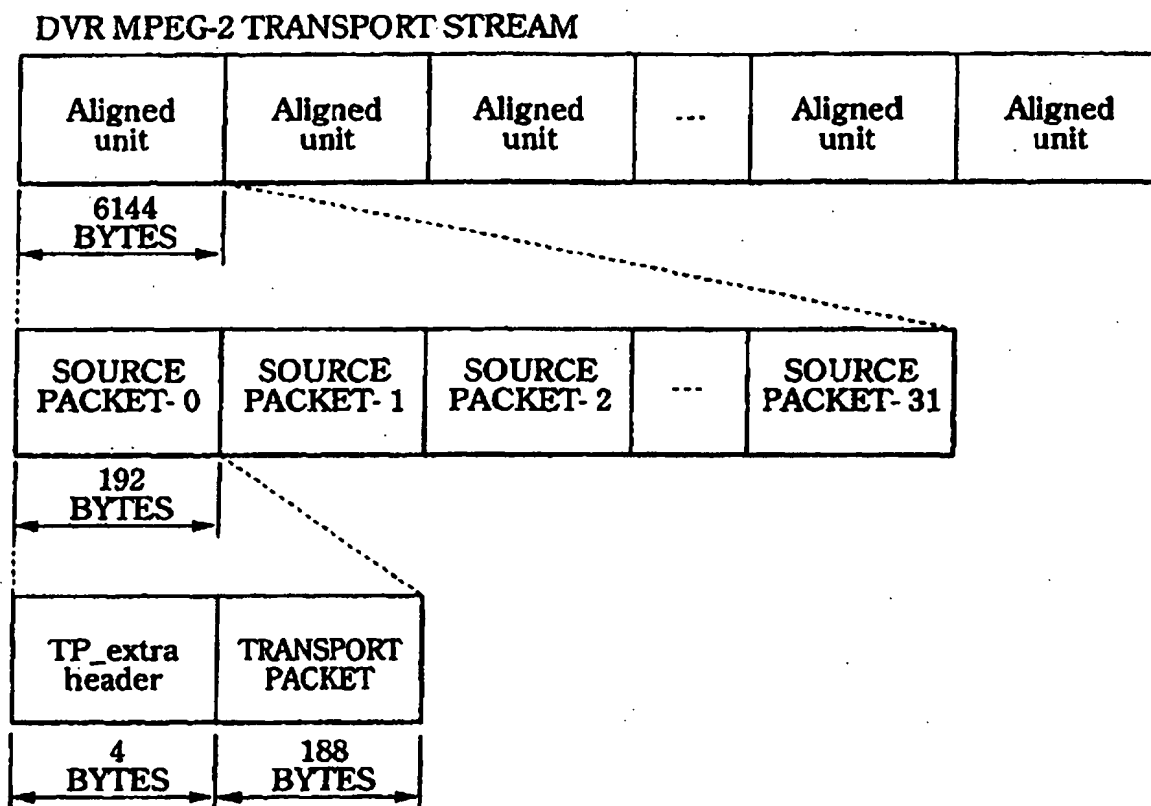 DVR MPEG-2 TRANSPORT STREAM
Aligned
unit
Aligned
unit
Aligned
unit
---
Aligned
unit
Aligned
unit
6144
BYTES
SOURCE
PACKET- 0
SOURCE
PACKET- 1
SOURCE
PACKET- 2
---
SOURCE
PACKET- 31
192
BYTES
TP_extra
header
TRANSPORT
PACKET
4
BYTES
188
BYTES